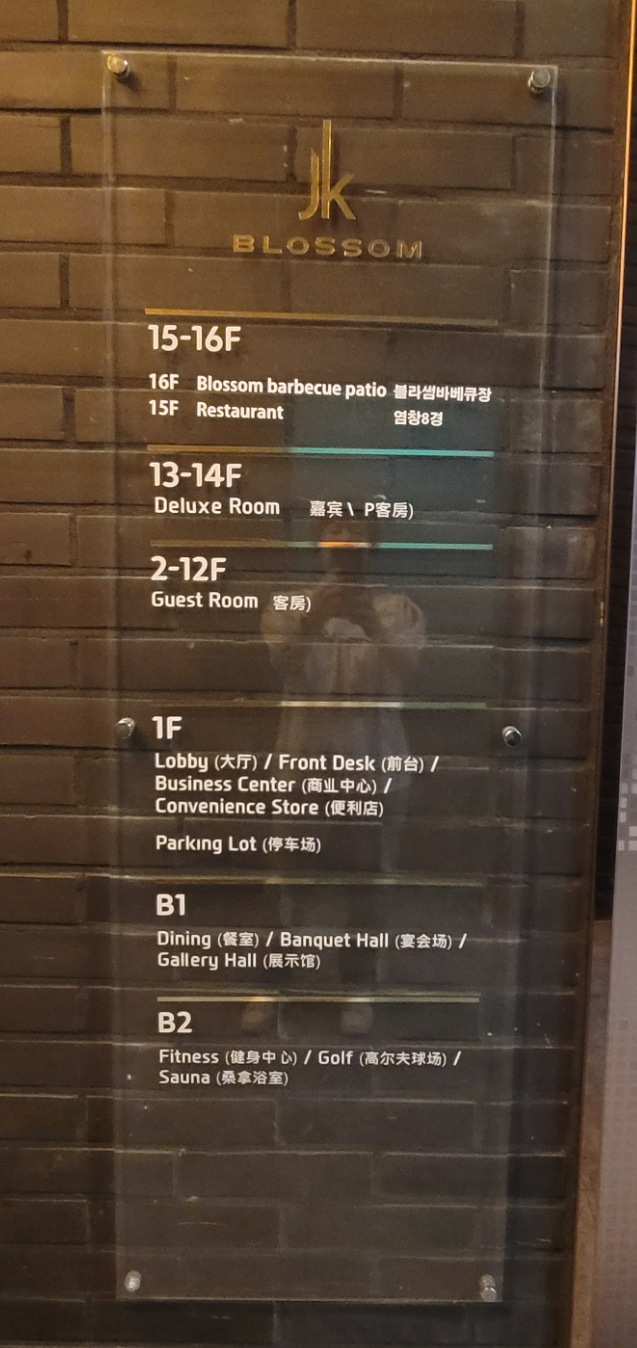 JK
BLOSSOM
15-16F
16F Blossom barbecue patio 블라썸바베큐장
15F Restaurant 염창8경
13-14F
Deluxe Room 嘉宾\ P客房)
2-12F
Guest Room 客房)
1F
Lobby (大厅) / Front Desk (前台) /
Business Center (商业中心) /
Convenience Store (便利店)
Parking Lot (停车场)
B1
Dining (餐室) / Banquet Hall (宴会场) /
Gallery Hall (展示馆)
B2
Fitness (健身中心) / Golf (高尔夫球场) /
Sauna (桑拿浴室)